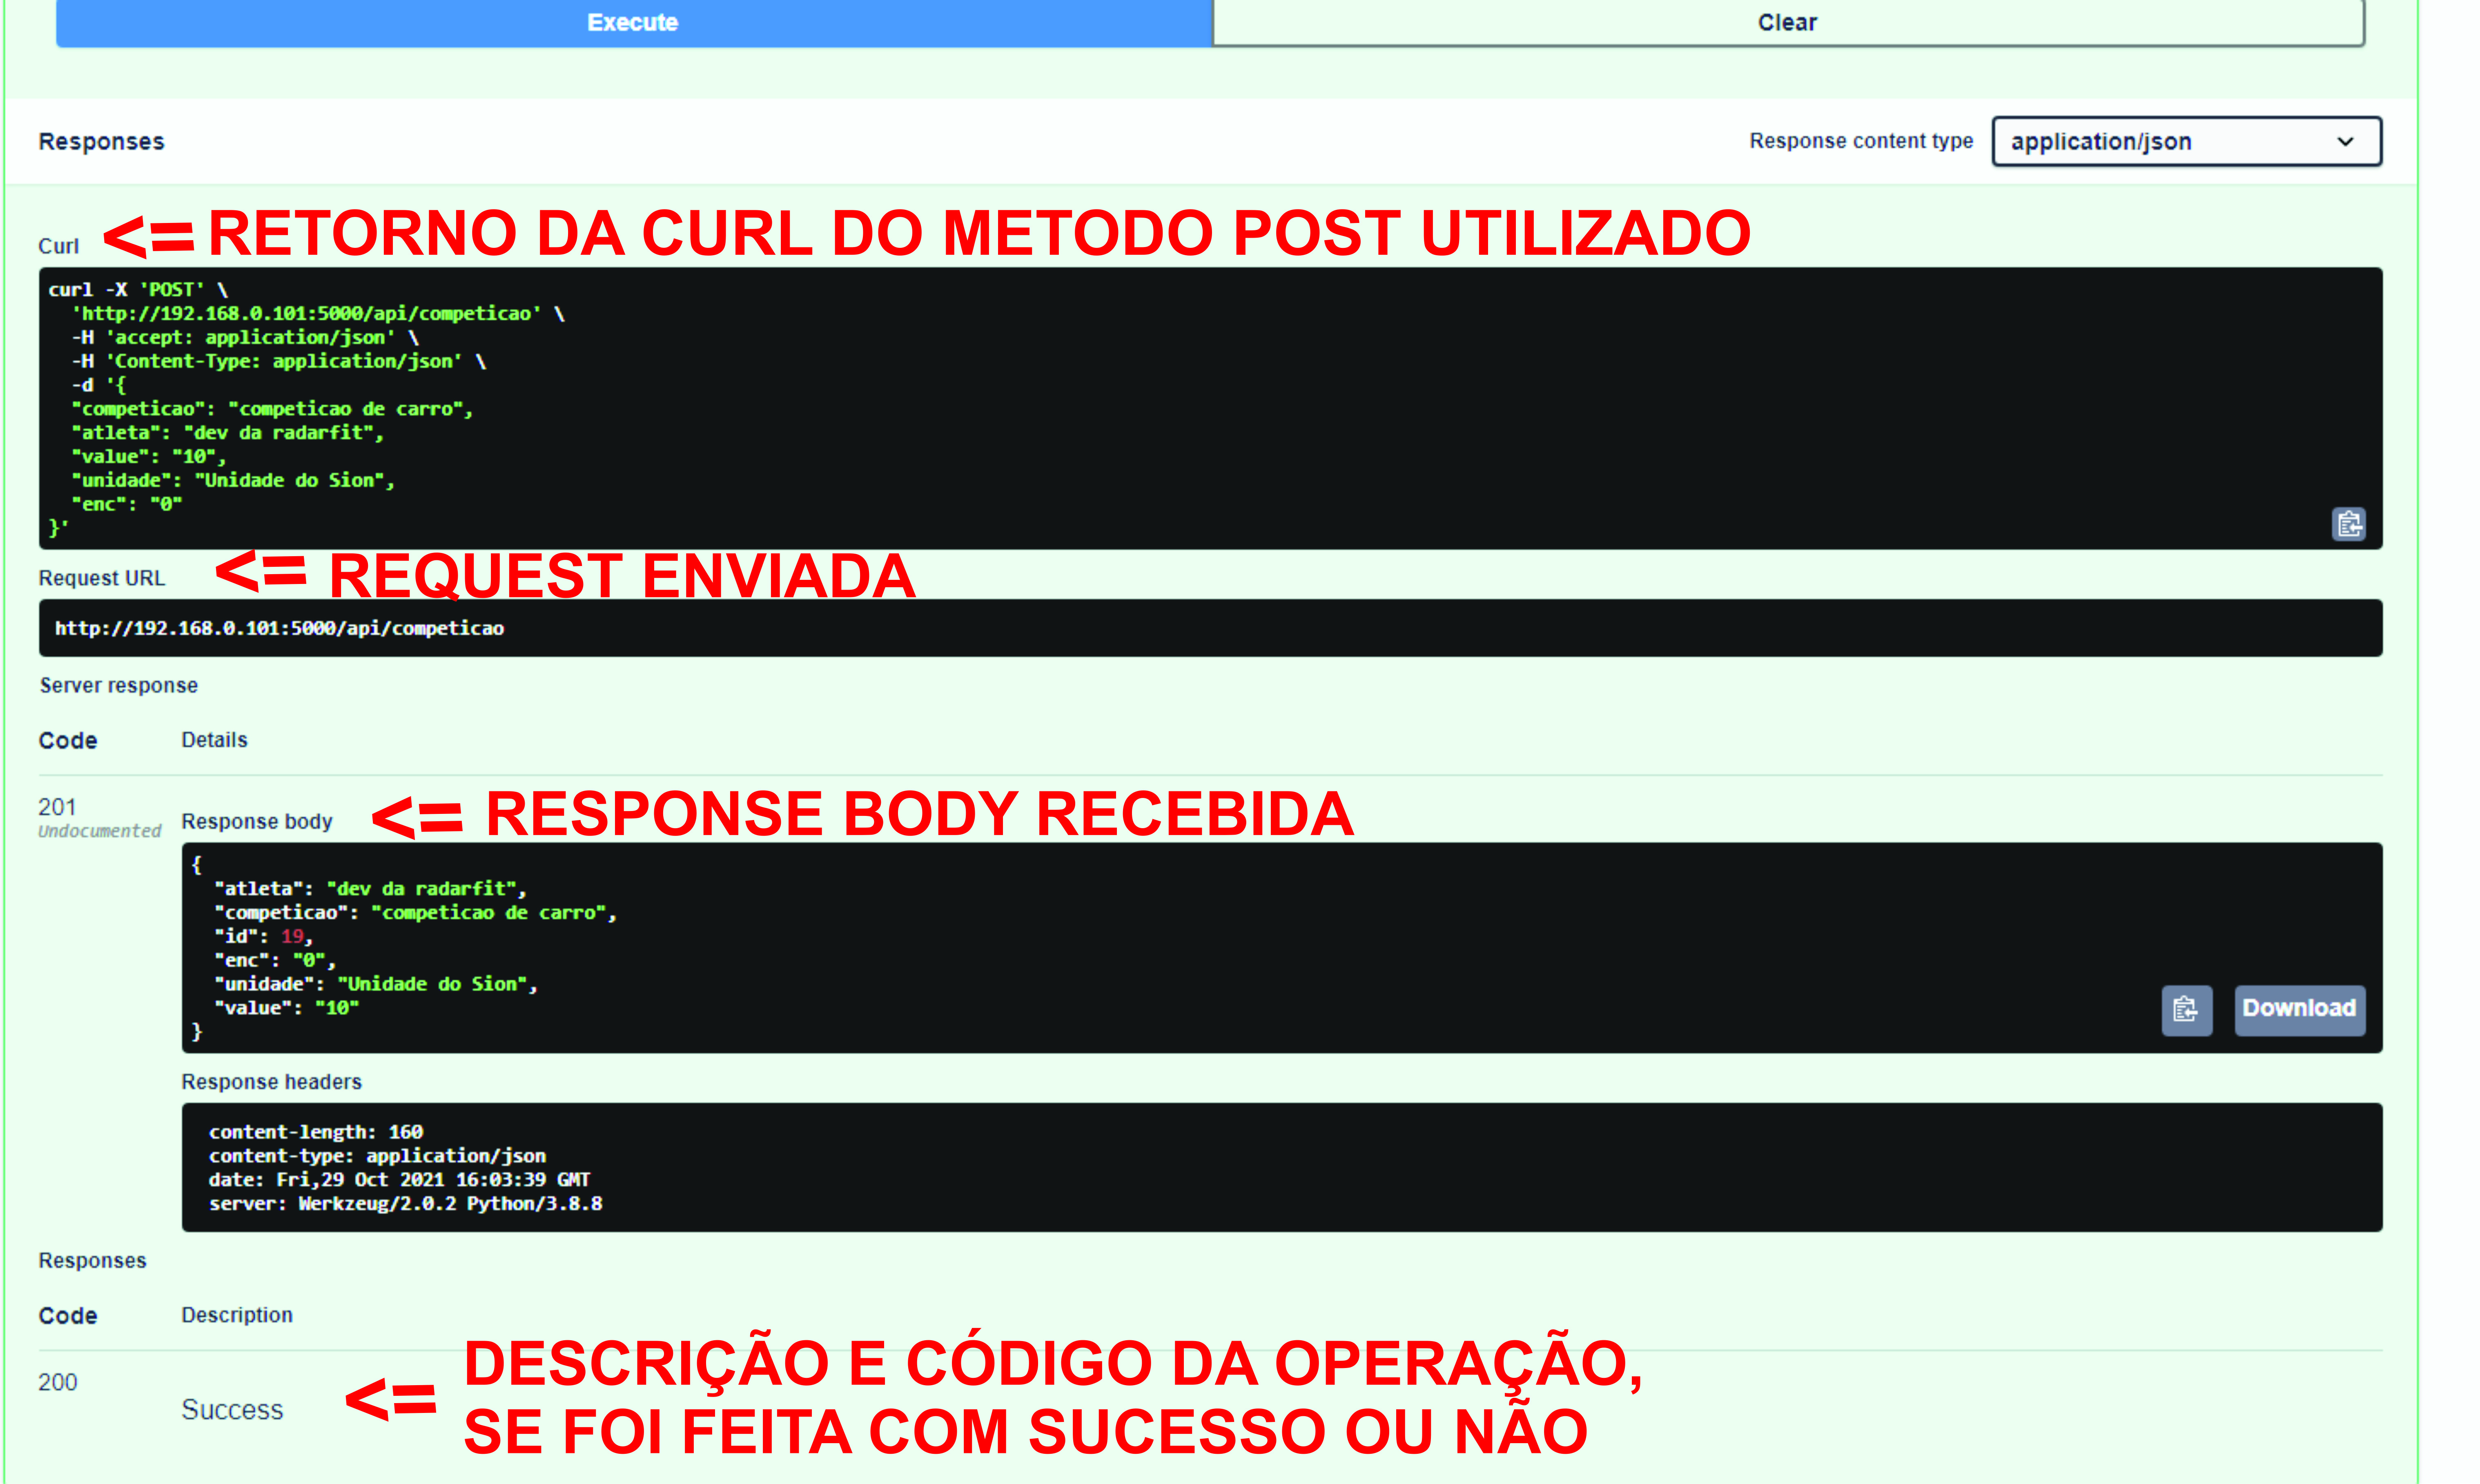 Execute
Clear
Responses
Response content type
application/json
Curl
<= RETORNO DA CURL DO METODO POST UTILIZADO
curl -X 'POST' \
'http://192.168.0.101:5000/api/competicao' \
-H 'accept: application/json' \
-H 'Content-Type: application/json' \
-d '{
"competicao": "competicao de carro",
"atleta": "dev da radarfit",
"value": "10",
"unidade": "Unidade do Sion",
"enc": "0"
}'
Request URL
<= REQUEST ENVIADA
http://192.168.0.101:5000/api/competicao
Server response
Code Details
201
Undocumented
Response body
<= RESPONSE BODY RECEBIDA
{
"atleta": "dev da radarfit",
"competicao": "competicao de carro",
"id": 19,
"enc": "0",
"unidade": "Unidade do Sion",
"value": "10"
}
Download
Response headers
content-length: 160
content-type: application/json
date: Fri,29 Oct 2021 16:03:39 GMT
server: Werkzeug/2.0.2 Python/3.8.8
Responses
Code Description
200
Success
<= DESCRIÇÃO E CÓDIGO DA OPERAÇÃO,
SE FOI FEITA COM SUCESSO OU NÃO